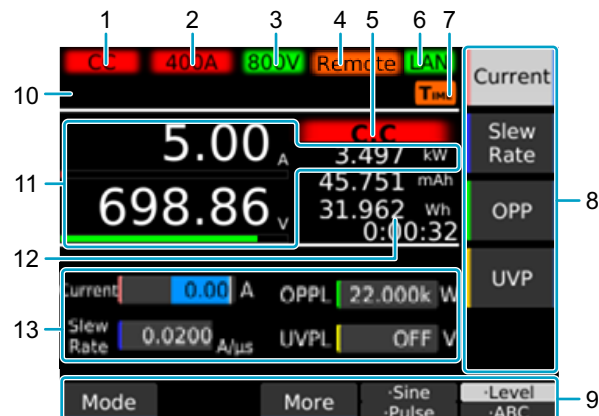 1 2 3 4 5 6 7
CC 400A 800V Remote LAN
10
TIME
Current
11
5.00 A
C.C
3.497 kW
Slew
Rate
698.86 V
45.751 mAh
31.962 Wh
0:00:32
OPP
8
12
UVP
13
Current 0.00 A OPPL 22.000k W
Slew
Rate 0.0200 A/µs UVPL OFF V
Mode More ·Sine
·Pulse
·Level
·ABC
9